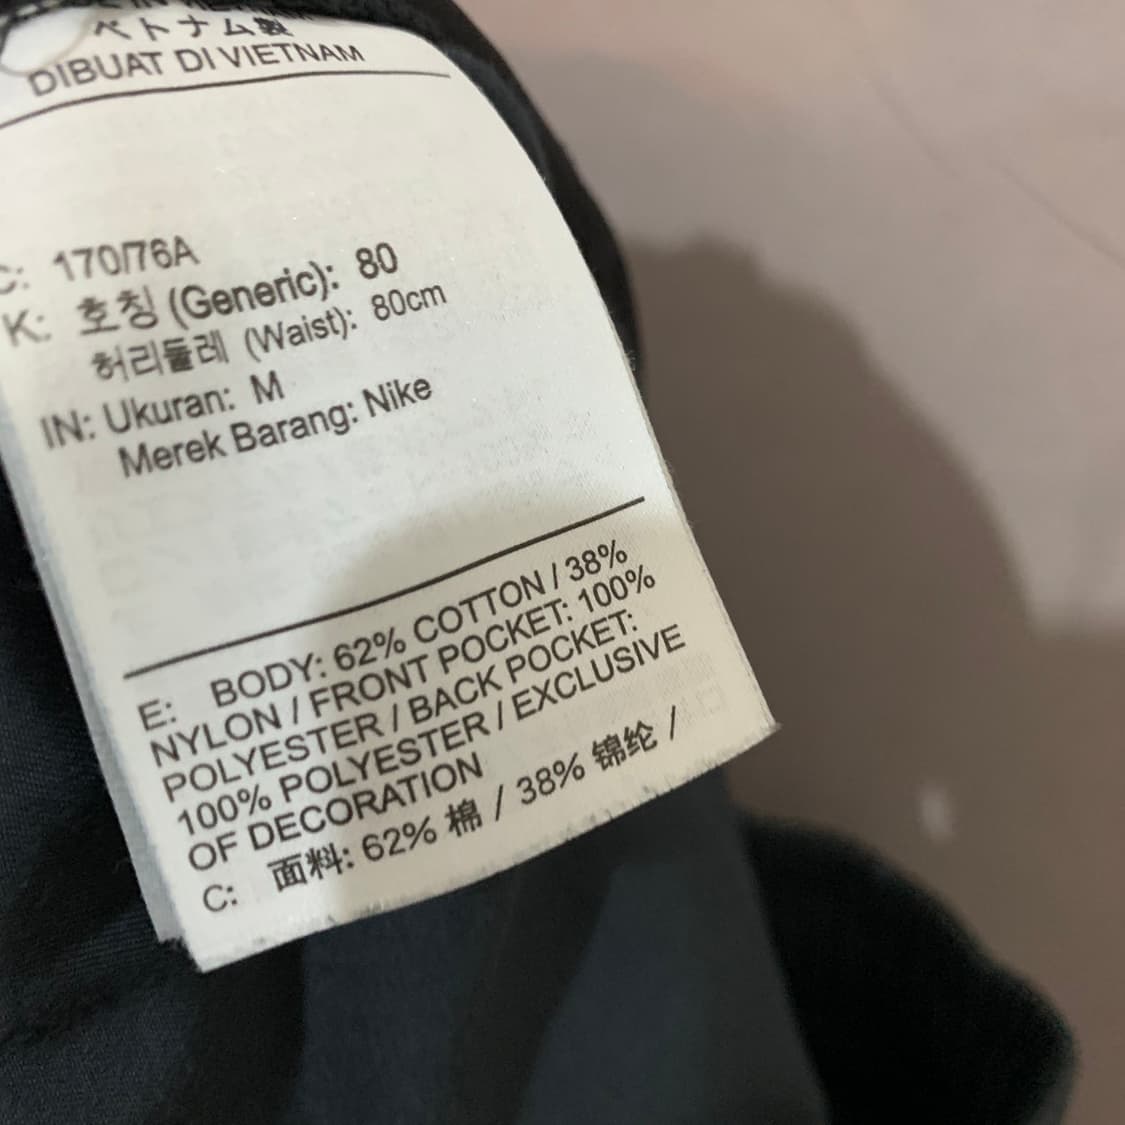 IN VIETNAM
ベトナム製
DIBUAT DI VIETNAM
C: 170/76A
K: 호칭 (Generic): 80
허리둘레 (Waist): 80cm
IN: Ukuran: M
Merek Barang: Nike
E: BODY: 62% COTTON / 38%
NYLON / FRONT POCKET: 100%
POLYESTER / BACK POCKET:
100% POLYESTER / EXCLUSIVE
OF DECORATION
C: 面料: 62% 棉 / 38% 锦纶 /